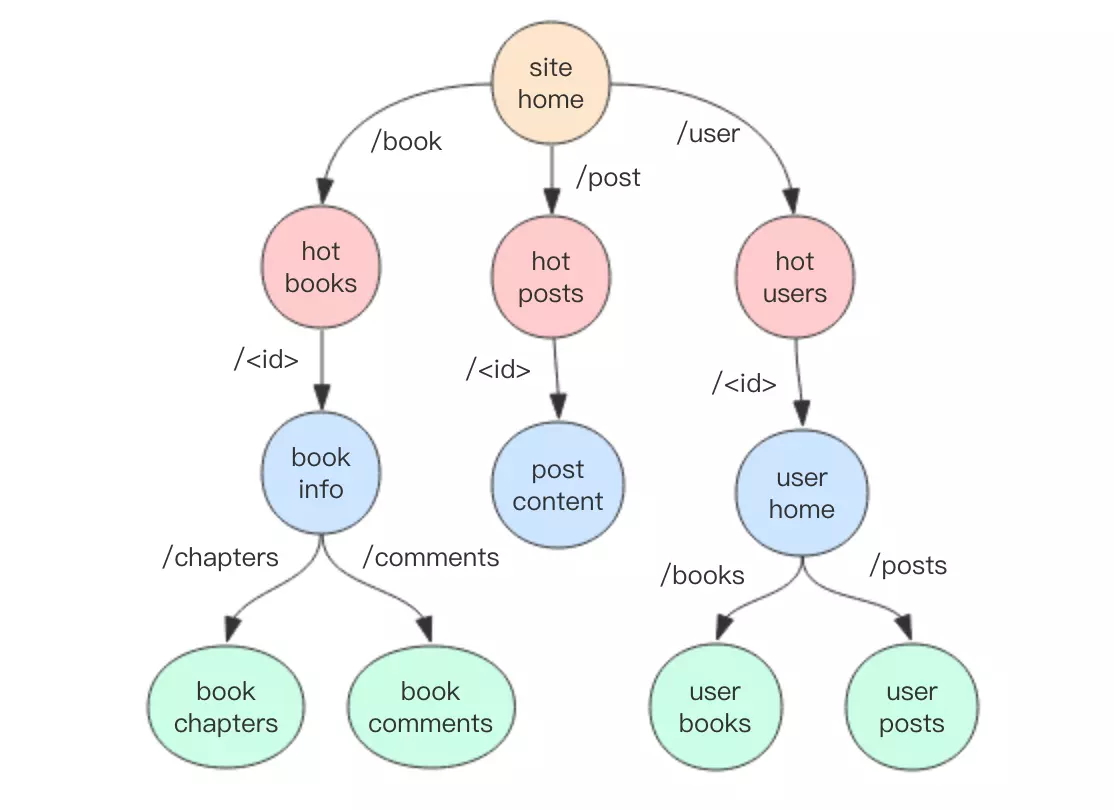 site
home
/book
/post
/user
hot
books
hot
posts
hot
users
/<id>
/<id>
/<id>
book
info
post
content
user
home
/chapters
/comments
/books
/posts
book
chapters
book
comments
user
books
user
posts